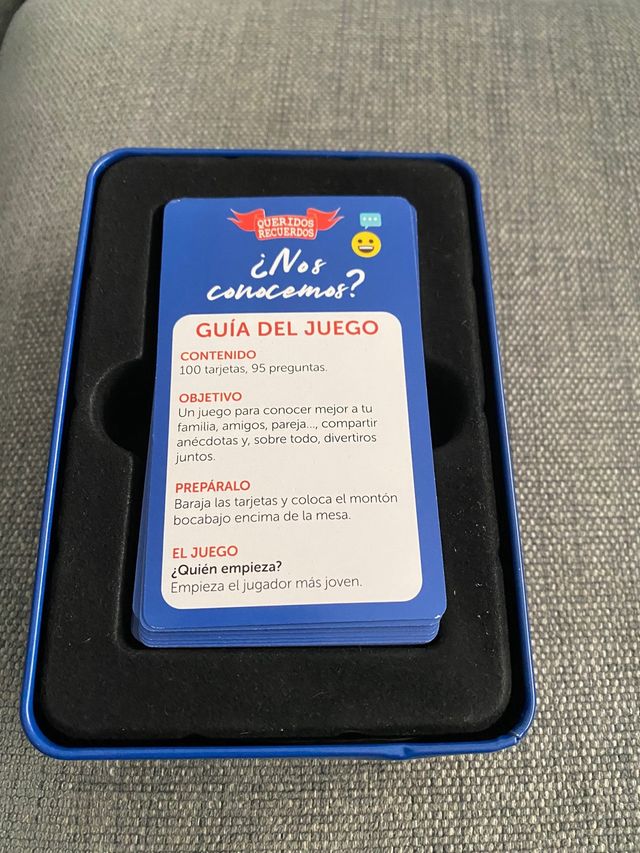 QUERIDOS
RECUERDOS
¿Nos
conocemos?
GUÍA DEL JUEGO
CONTENIDO
100 tarjetas, 95 preguntas.
OBJETIVO
Un juego para conocer mejor a tu
familia, amigos, pareja..., compartir
anécdotas y, sobre todo, divertiros
juntos.
PREPÁRALO
Baraja las tarjetas y coloca el montón
bocabajo encima de la mesa.
EL JUEGO
¿Quién empieza?
Empieza el jugador más joven.